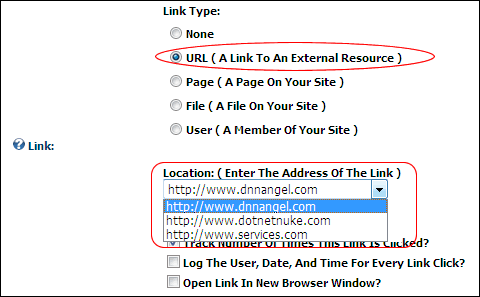 Link Type:
None
URL ( A Link To An External Resource )
Page ( A Page On Your Site )
File ( A File On Your Site )
User ( A Member Of Your Site )
Link:
Location: ( Enter The Address Of The Link )
http://www.dnnangel.com
http://www.dnnangel.com
http://www.dotnetnuke.com
http://www.services.com
Track Number Of Times This Link Is Clicked?
Log The User, Date, And Time For Every Link Click?
Open Link In New Browser Window?